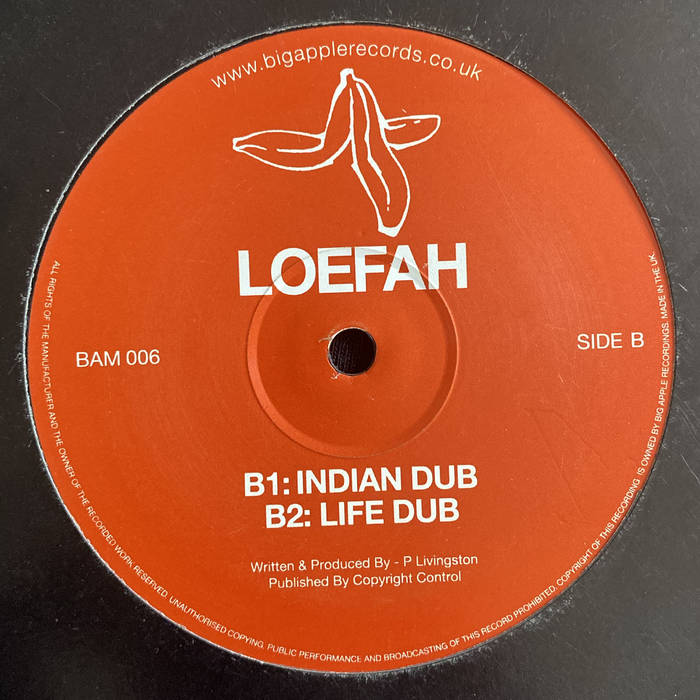 www.bigapplerecords.co.uk
LOEFAH
BAM 006
SIDE B
B1: INDIAN DUB
B2: LIFE DUB
Written & Produced By - P Livingston
Published By Copyright Control
ALL RIGHTS OF THE MANUFACTURER AND THE OWNER OF THE RECORDED WORK RESERVED. UNAUTHORISED COPYING, PUBLIC PERFORMANCE AND BROADCASTING OF THIS RECORD PROHIBITED. COPYRIGHT OF THIS RECORDING IS OWNED BY BIG APPLE RECORDINGS. MADE IN THE UK.